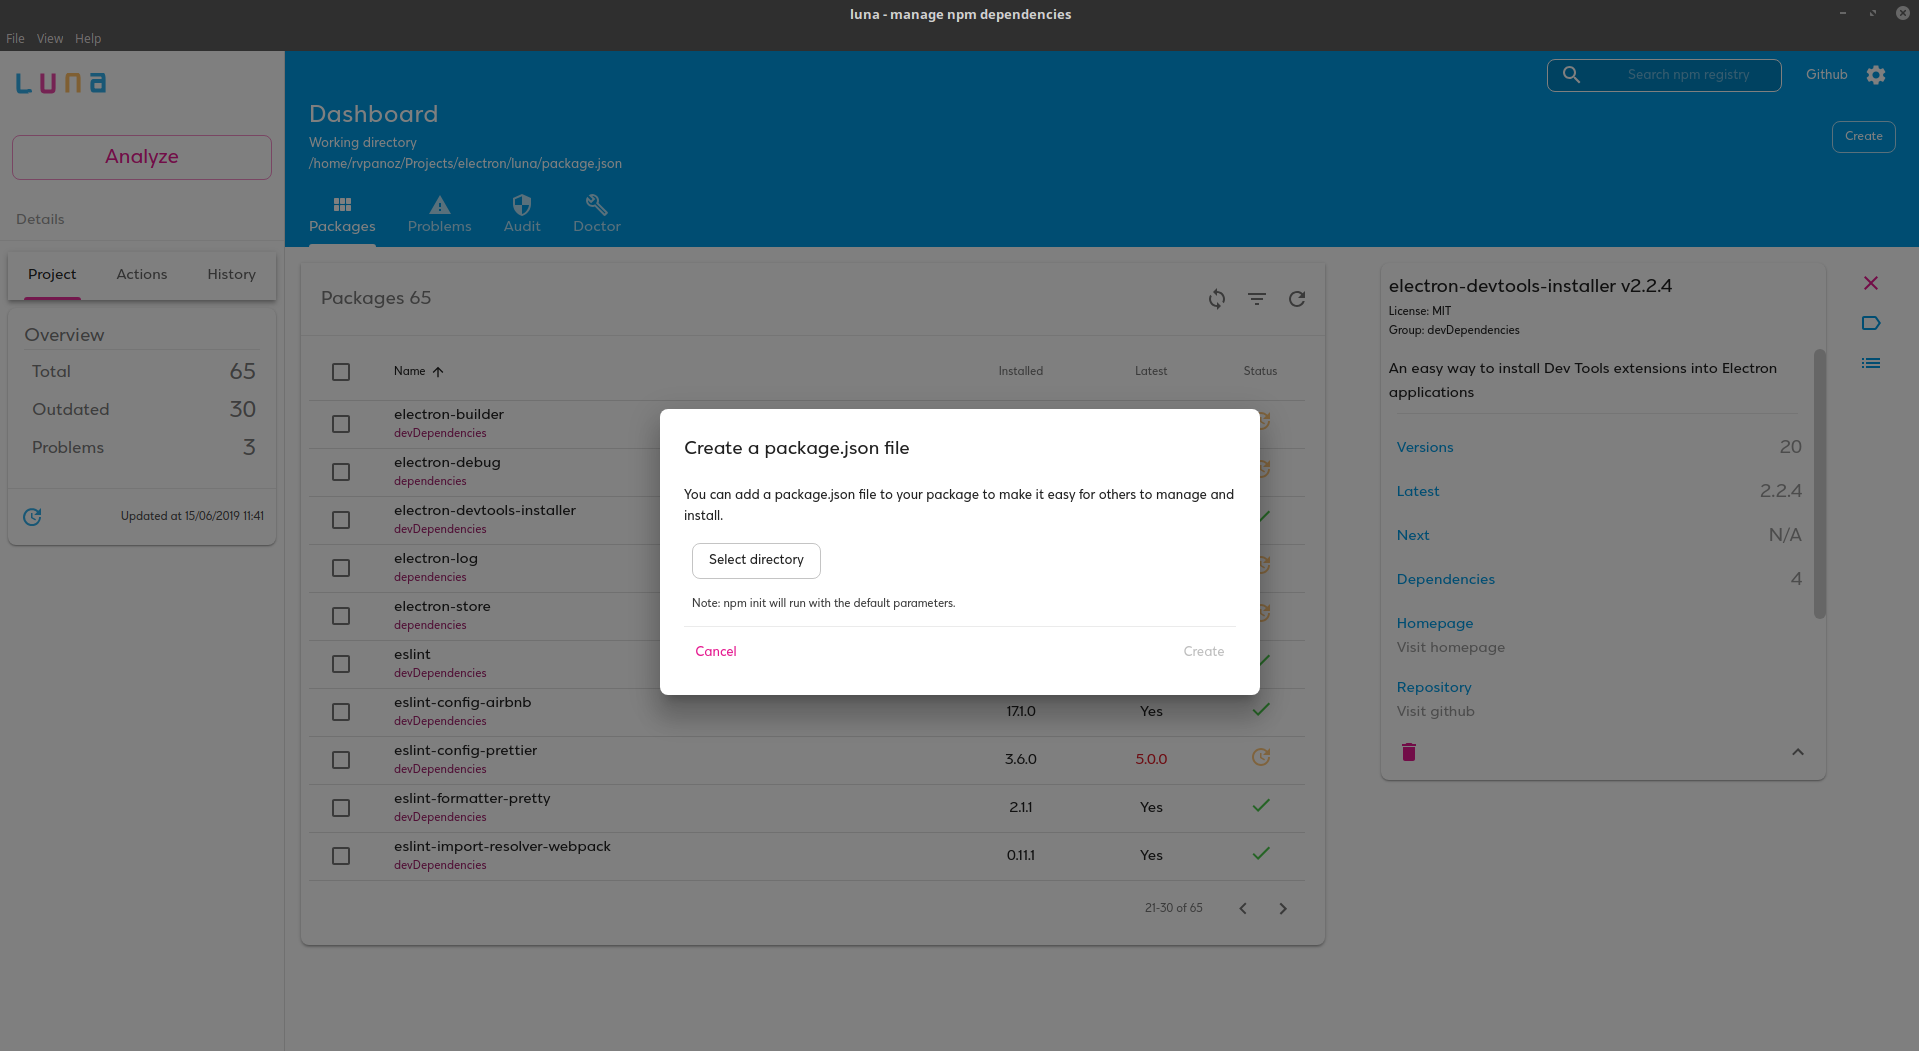 luna - manage npm dependencies
File View Help
LUNA
Search npm registry
Github
Dashboard
Working directory
/home/rvpanoz/Projects/electron/luna/package.json
Create
Analyze
Packages Problems Audit Doctor
Details
Project Actions History
Overview
Total 65
Outdated 30
Problems 3
Updated at 15/06/2019 11:41
Packages 65
Name Installed Latest Status
electron-builder
devDependencies
electron-debug
dependencies
electron-devtools-installer
devDependencies
electron-log
dependencies
electron-store
dependencies
eslint
devDependencies
eslint-config-airbnb
devDependencies
17.1.0 Yes
eslint-config-prettier
devDependencies
3.6.0 5.0.0
eslint-formatter-pretty
devDependencies
2.1.1 Yes
eslint-import-resolver-webpack
devDependencies
0.11.1 Yes
21-30 of 65
Create a package.json file
You can add a package.json file to your package to make it easy for others to manage and
install.
Select directory
Note: npm init will run with the default parameters.
Cancel Create
electron-devtools-installer v2.2.4
License: MIT
Group: devDependencies
An easy way to install Dev Tools extensions into Electron
applications
Versions 20
Latest 2.2.4
Next N/A
Dependencies 4
Homepage
Visit homepage
Repository
Visit github